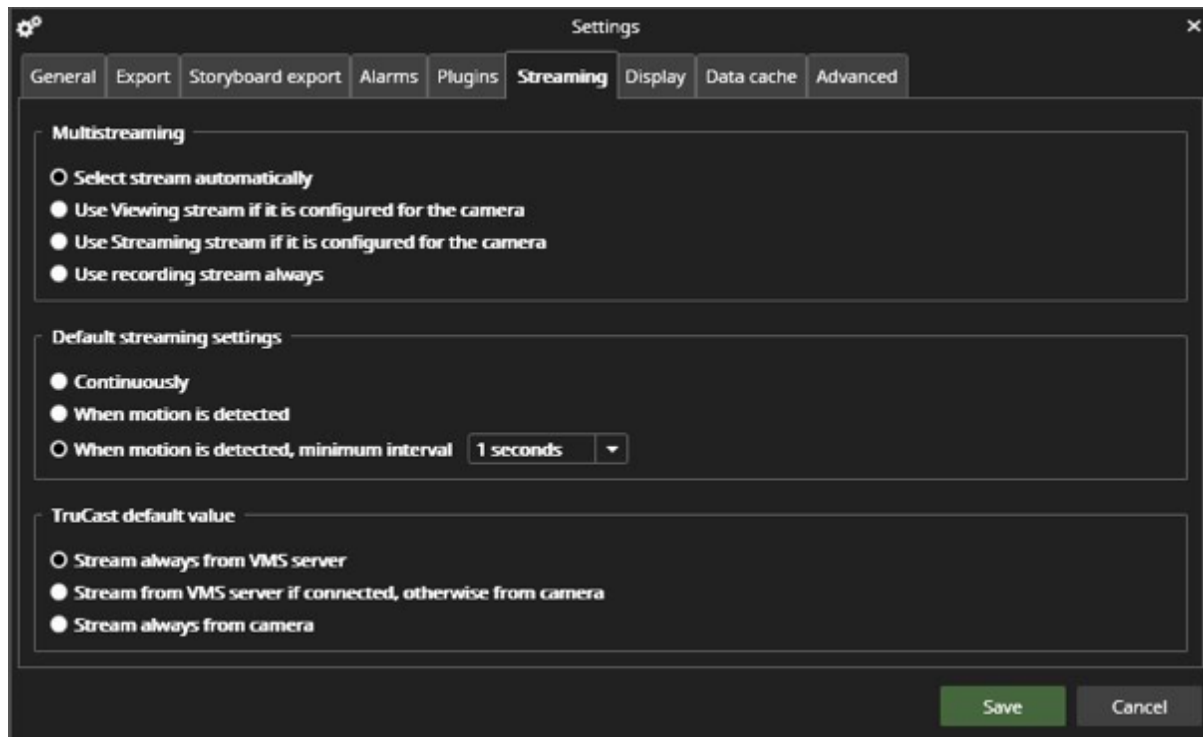 Settings
General Export Storyboard export Alarms Plugins Streaming Display Data cache Advanced
Multistreaming
Select stream automatically
Use Viewing stream if it is configured for the camera
Use Streaming stream if it is configured for the camera
Use recording stream always
Default streaming settings
Continuously
When motion is detected
When motion is detected, minimum interval 1 seconds
TruCast default value
Stream always from VMS server
Stream from VMS server if connected, otherwise from camera
Stream always from camera
Save Cancel